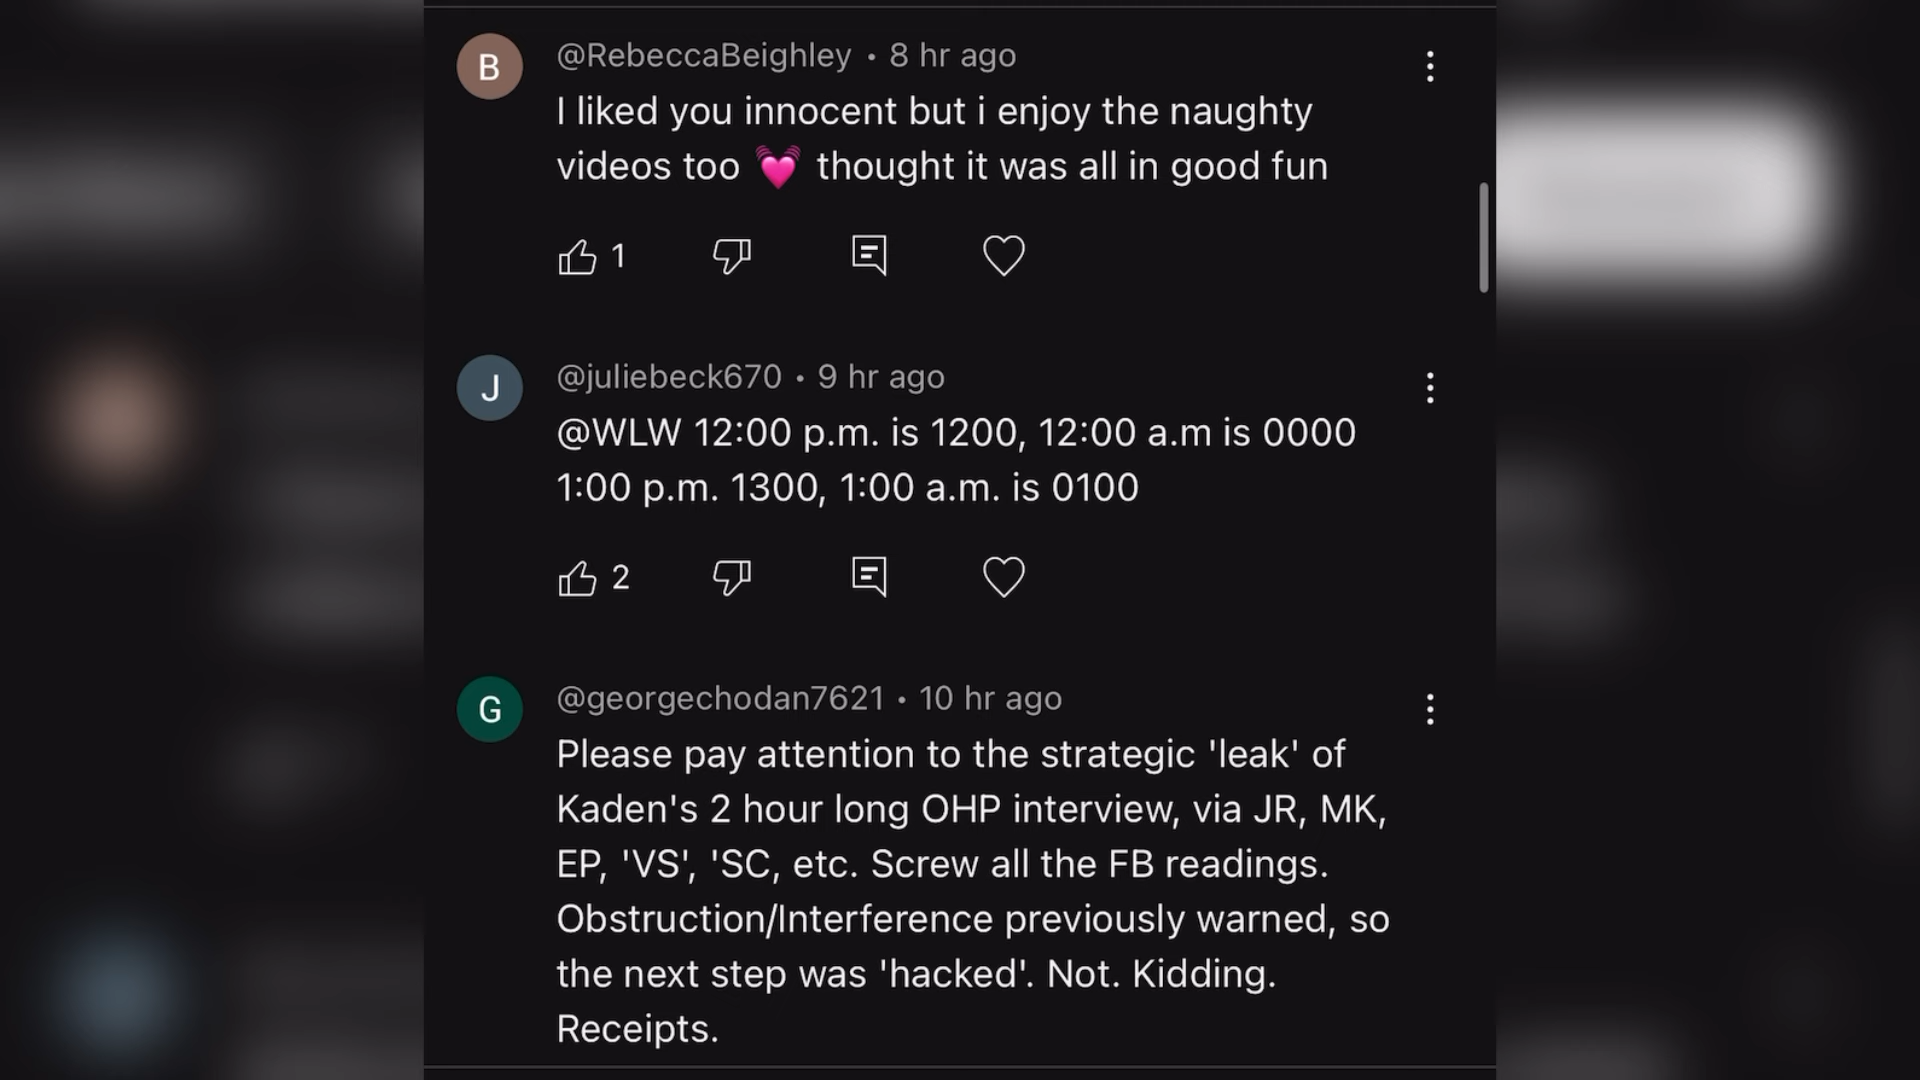 B
@RebeccaBeighley • 8 hr ago
I liked you innocent but i enjoy the naughty
videos too 💓 thought it was all in good fun
1
J
@juliebeck670 • 9 hr ago
@WLW 12:00 p.m. is 1200, 12:00 a.m is 0000
1:00 p.m. 1300, 1:00 a.m. is 0100
2
G
@georgechodan7621 • 10 hr ago
Please pay attention to the strategic 'leak' of
Kaden's 2 hour long OHP interview, via JR, MK,
EP, 'VS', 'SC, etc. Screw all the FB readings.
Obstruction/Interference previously warned, so
the next step was 'hacked'. Not. Kidding.
Receipts.